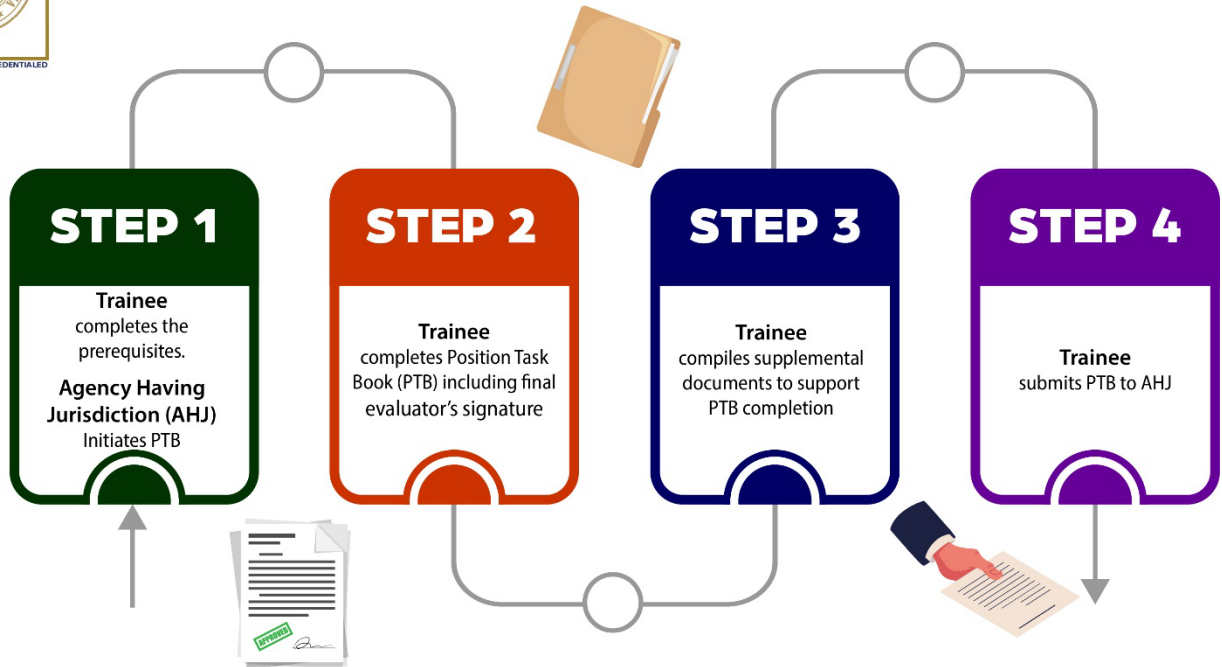 EDENTIALED
STEP 1
Trainee
completes the
prerequisites.
Agency Having
Jurisdiction (AHJ)
Initiates PTB
STEP 2
Trainee
completes Position Task
Book (PTB) including final
evaluator's signature
STEP 3
Trainee
compiles supplemental
documents to support
PTB completion
STEP 4
Trainee
submits PTB to AHJ
APPROVED